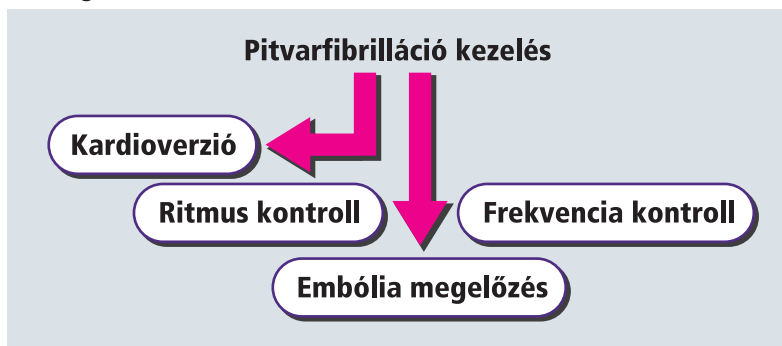 Pitvarfibrilláció kezelés
Kardioverzió
Ritmus kontroll
Frekvencia kontroll
Embólia megelőzés